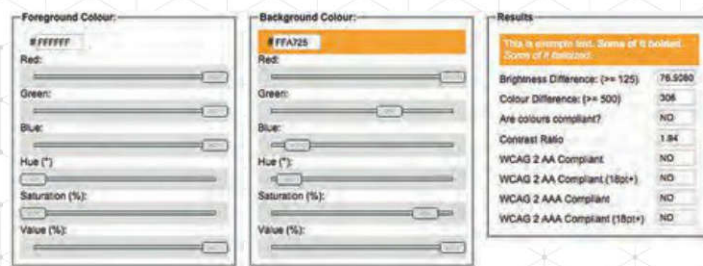 Foreground Colour:
# FFFFFF
Red:
Green:
Blue:
Hue (°)
Saturation (%):
Value (%):
Background Colour:
# FFA725
Red:
Green:
Blue:
Hue (°):
Saturation (%):
Value (%):
Results
This is example text. Some of it bolded.
Some of it italicized.
Brightness Difference: (>= 125) 76.5080
Colour Difference: (>= 500) 306
Are colours compliant? NO
Contrast Ratio 1.94
WCAG 2 AA Compliant NO
WCAG 2 AA Compliant (18pt+) NO
WCAG 2 AAA Compliant NO
WCAG 2 AAA Compliant (18pt+) NO